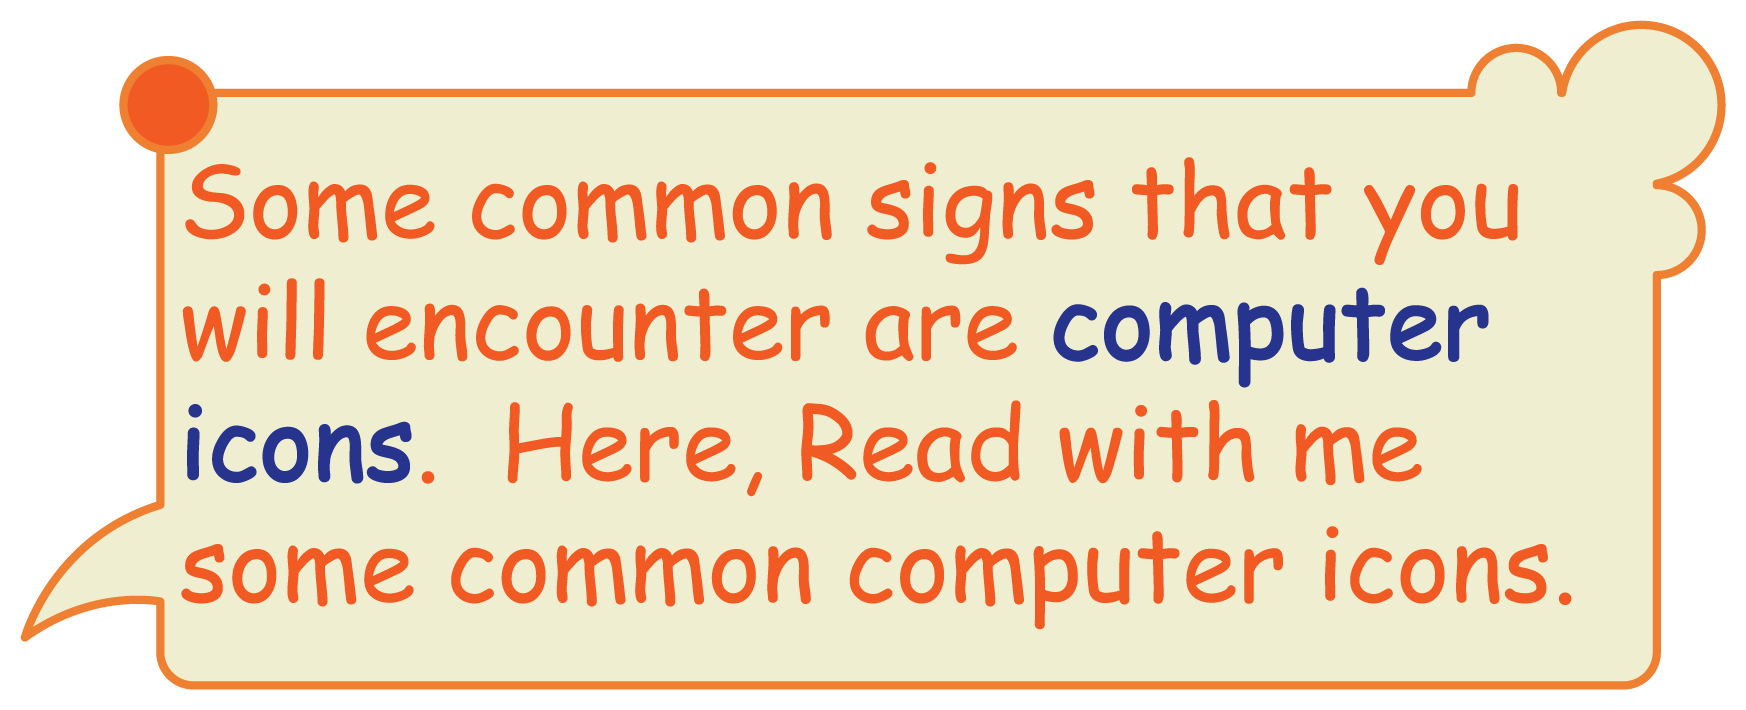 Some common signs that you
will encounter are computer
icons.  Here, Read with me
some common computer icons.